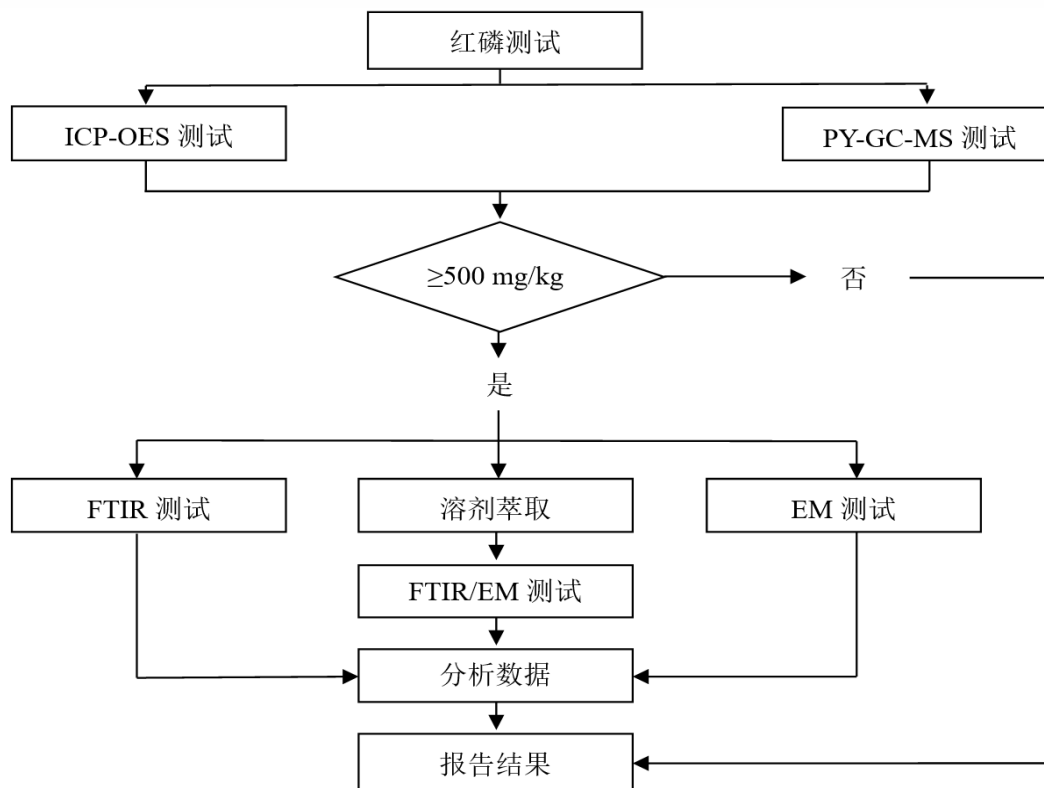 红磷测试
ICP-OES 测试
PY-GC-MS 测试
≥500 mg/kg
否
是
FTIR 测试
溶剂萃取
EM 测试
FTIR/EM 测试
分析数据
报告结果